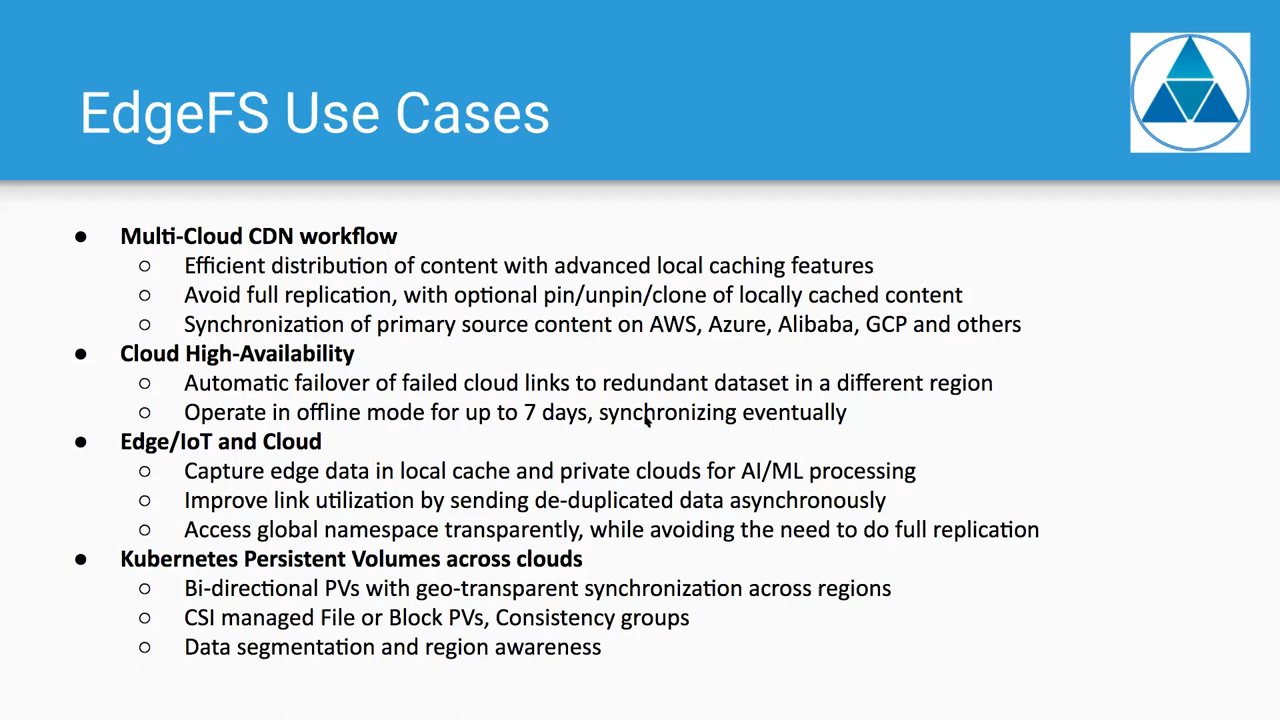 EdgeFS Use Cases
● Multi-Cloud CDN workflow
○ Efficient distribution of content with advanced local caching features
○ Avoid full replication, with optional pin/unpin/clone of locally cached content
○ Synchronization of primary source content on AWS, Azure, Alibaba, GCP and others
● Cloud High-Availability
○ Automatic failover of failed cloud links to redundant dataset in a different region
○ Operate in offline mode for up to 7 days, synchronizing eventually
● Edge/IoT and Cloud
○ Capture edge data in local cache and private clouds for AI/ML processing
○ Improve link utilization by sending de-duplicated data asynchronously
○ Access global namespace transparently, while avoiding the need to do full replication
● Kubernetes Persistent Volumes across clouds
○ Bi-directional PVs with geo-transparent synchronization across regions
○ CSI managed File or Block PVs, Consistency groups
○ Data segmentation and region awareness